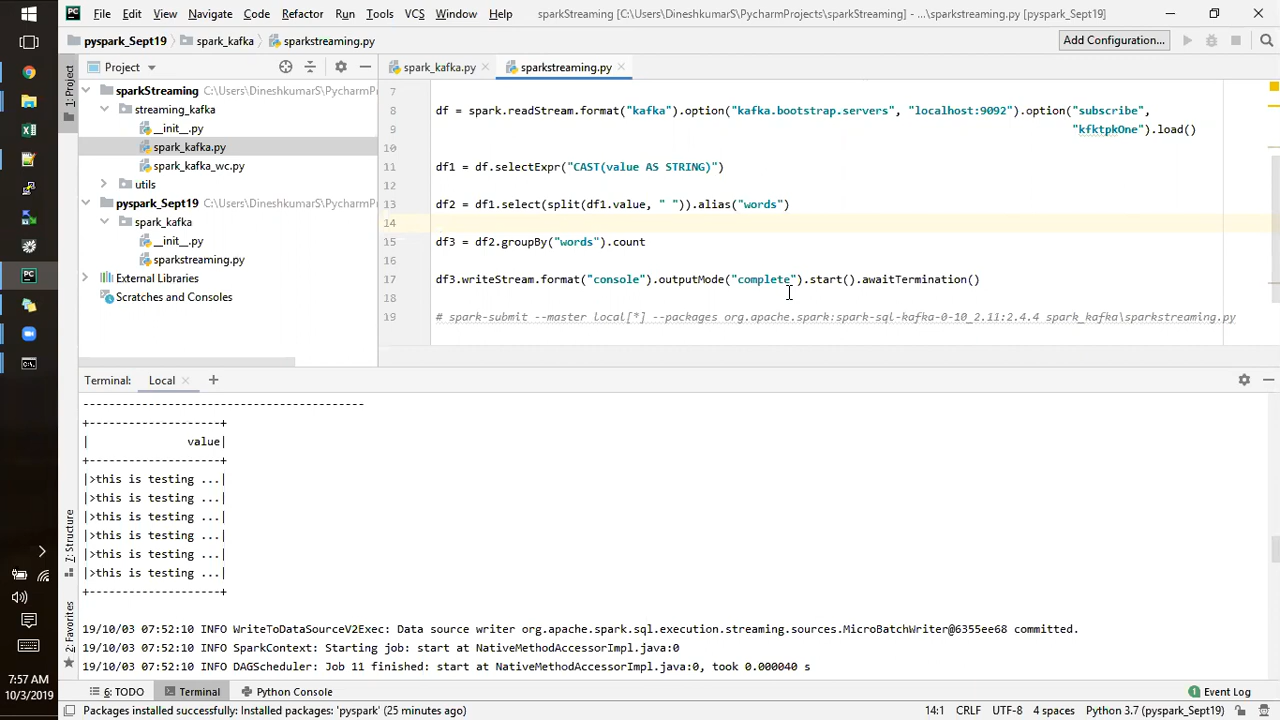 File Edit View Navigate Code Refactor Run Tools VCS Window Help sparkStreaming [C:\Users\DineshkumarS\PycharmProjects\sparkStreaming] - ...\sparkstreaming.py [pyspark_Sept19]
pyspark_Sept19 spark_kafka sparkstreaming.py Add Configuration...
1: Project
Project
spark_kafka.py sparkstreaming.py
sparkStreaming C:\Users\DineshkumarS\PycharmP
streaming_kafka
__init__.py
spark_kafka.py
spark_kafka_wc.py
utils
pyspark_Sept19 C:\Users\DineshkumarS\PycharmP
spark_kafka
__init__.py
sparkstreaming.py
External Libraries
Scratches and Consoles
7
8 df = spark.readStream.format("kafka").option("kafka.bootstrap.servers", "localhost:9092").option("subscribe",
9 "kfktpkOne").load()
10
11 df1 = df.selectExpr("CAST(value AS STRING)")
12
13 df2 = df1.select(split(df1.value, " ")).alias("words")
14
15 df3 = df2.groupBy("words").count
16
17 df3.writeStream.format("console").outputMode("complete").start().awaitTermination()
18
19 # spark-submit --master local[*] --packages org.apache.spark:spark-sql-kafka-0-10_2.11:2.4.4 spark_kafka\sparkstreaming.py
Terminal: Local +
-------------------------------------------
+--------------------+
| value|
+--------------------+
|>this is testing ...|
|>this is testing ...|
|>this is testing ...|
|>this is testing ...|
|>this is testing ...|
|>this is testing ...|
+--------------------+
19/10/03 07:52:10 INFO WriteToDataSourceV2Exec: Data source write org.apache.spark.sql.execution.streaming.sources.MicroBatchWriter@6355ee68 committed.
19/10/03 07:52:10 INFO SparkContext: Starting job: start at NativeMethodAccessorImpl.java:0
19/10/03 07:52:10 INFO DAGScheduler: Job 11 finished: start at NativeMethodAccessorImpl.java:0, took 0.000040 s
7: Structure
2: Favorites
6: TODO Terminal Python Console Event Log
Packages installed successfully: Installed packages: 'pyspark' (25 minutes ago) 14:1 CRLF UTF-8 4 spaces Python 3.7 (pyspark_Sept19)
7:57 AM
10/3/2019